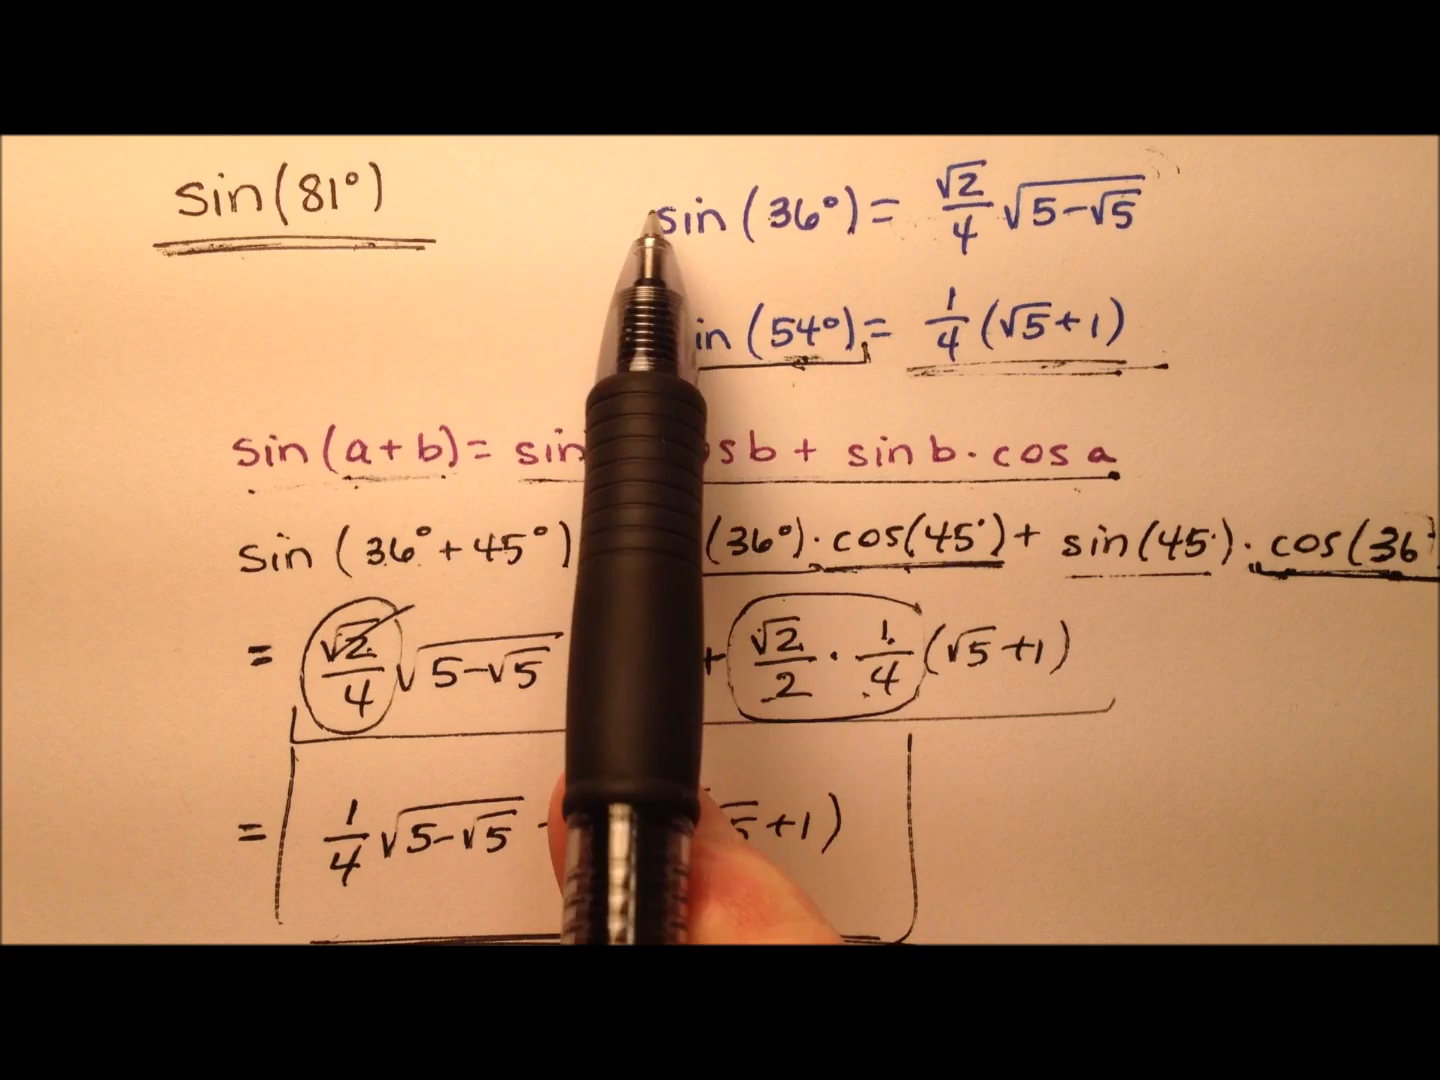 sin(81°)
sin(36°) = √2/4 √(5-√5)
in(54°) = 1/4(√5+1)
sin(a+b) = sin sb + sinb·cosa
sin(36°+45°) (36°)·cos(45°) + sin(45°)·cos(36°
= √2/4 √(5-√5) + √2/2 · 1/4 (√5+1)
= 1/4 √(5-√5) √5+1)